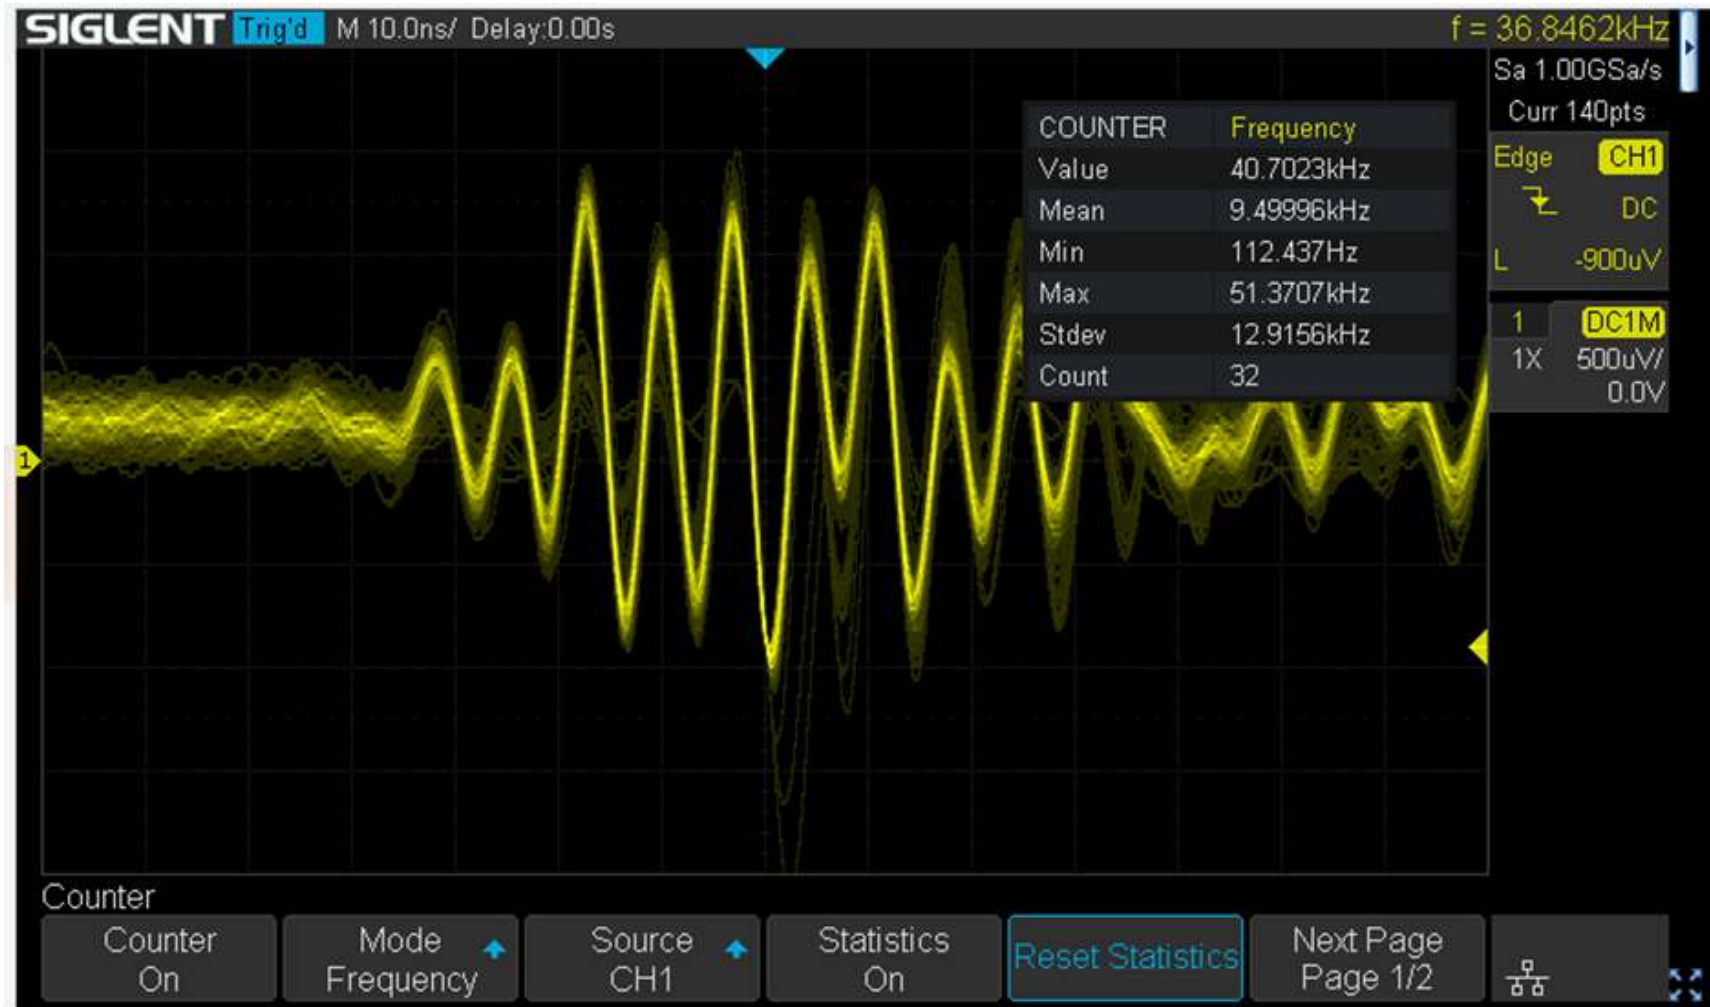 SIGLENT Trig'd M 10.0ns/ Delay:0.00s f = 36.8462kHz
Sa 1.00GSa/s
Curr 140pts
COUNTER Frequency
Value 40.7023kHz
Mean 9.49996kHz
Min 112.437Hz
Max 51.3707kHz
Stdev 12.9156kHz
Count 32
Edge CH1
DC
L -900uV
1 DC1M
1X 500uV/
0.0V
1
Counter
Counter
On
Mode
Frequency
Source
CH1
Statistics
On
Reset Statistics
Next Page
Page 1/2